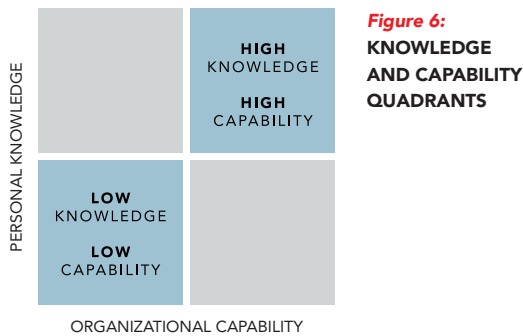 HIGH
KNOWLEDGE
HIGH
CAPABILITY
Figure 6:
KNOWLEDGE
AND CAPABILITY
QUADRANTS
PERSONAL KNOWLEDGE
LOW
KNOWLEDGE
LOW
CAPABILITY
ORGANIZATIONAL CAPABILITY